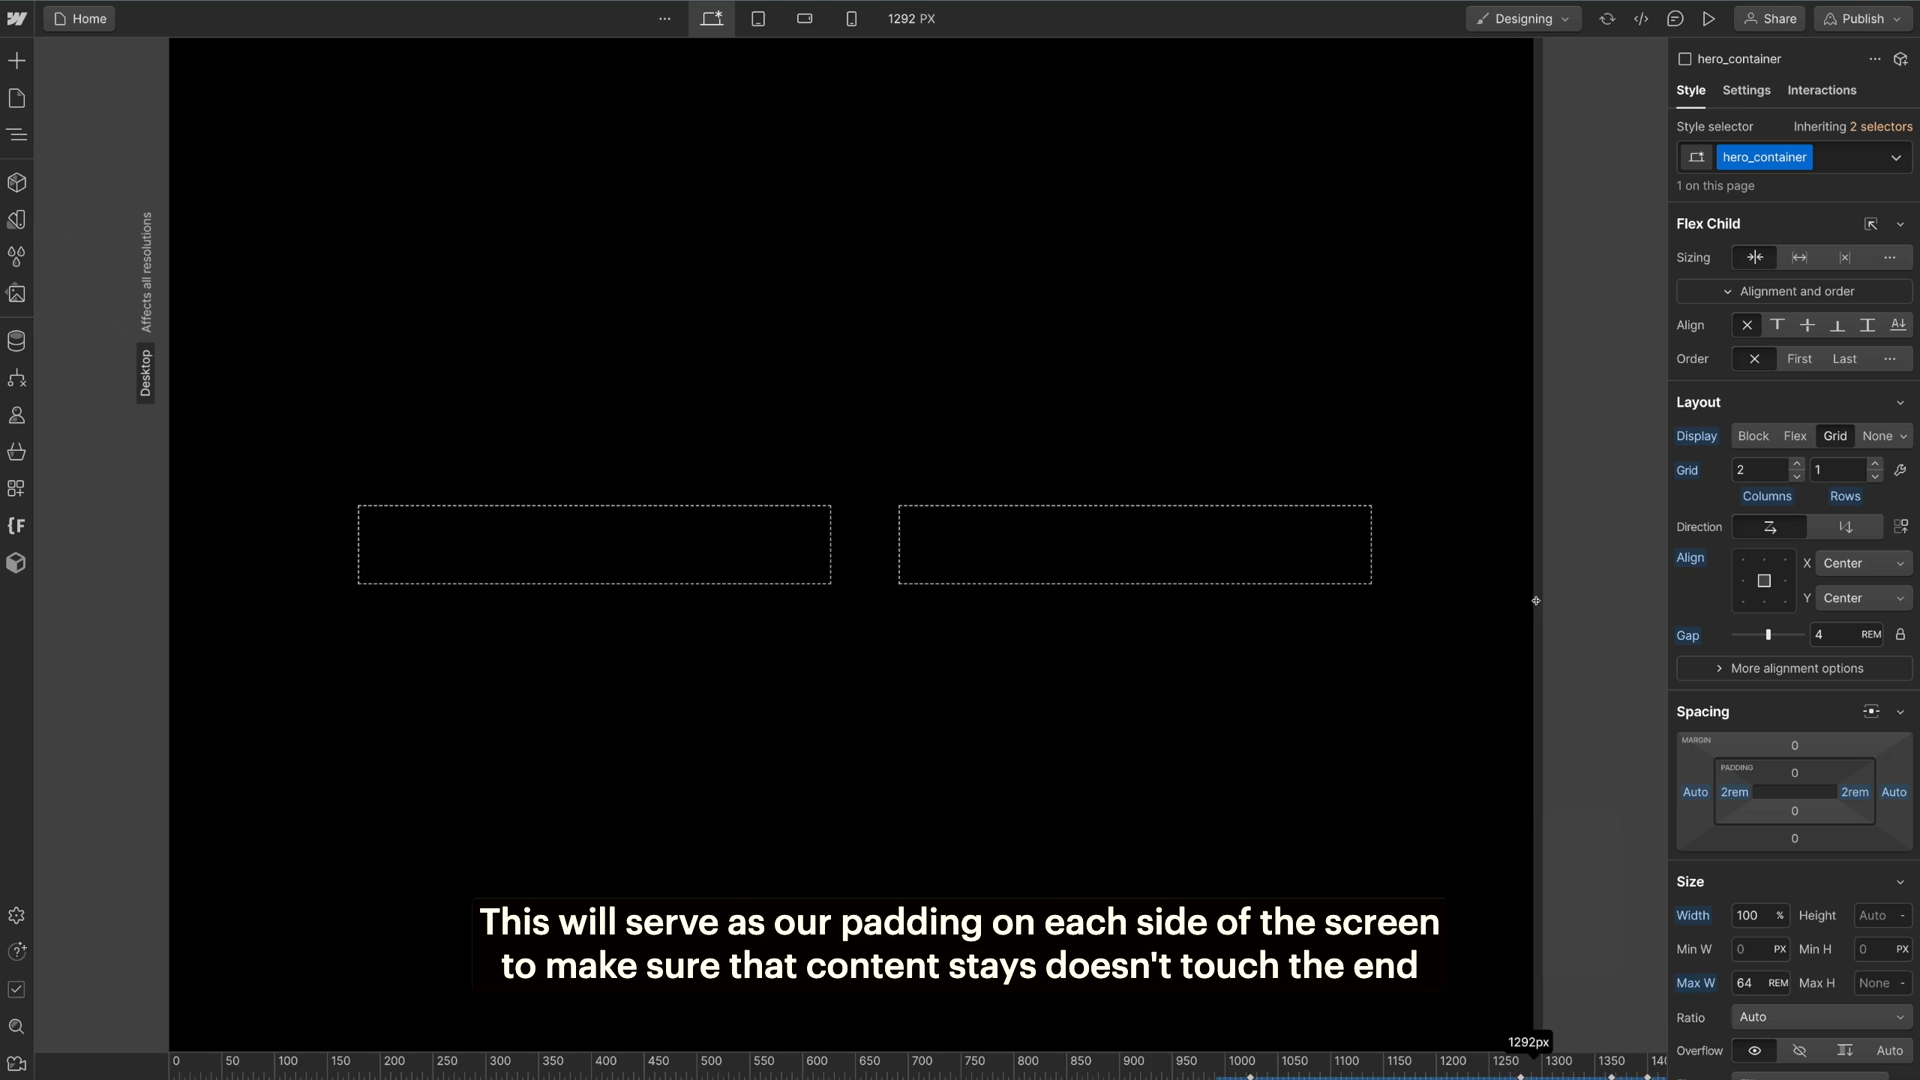 Home
1292 PX
Designing
Share
Publish
hero_container
Style Settings Interactions
Style selector Inheriting 2 selectors
hero_container
1 on this page
Flex Child
Sizing
Alignment and order
Align
Order First Last
Layout
Display Block Flex Grid None
Grid 2 1
Columns Rows
Direction
Align X Center
Y Center
Gap 4 REM
More alignment options
Spacing
MARGIN 0
PADDING 0
Auto 2rem 2rem Auto
0
0
Size
Width 100 % Height Auto -
Min W 0 PX Min H 0 PX
Max W 64 REM Max H None -
Ratio Auto
Overflow Auto
Affects all resolutions
Desktop
This will serve as our padding on each side of the screen
to make sure that content stays doesn't touch the end
1292px
0 50 100 150 200 250 300 350 400 450 500 550 600 650 700 750 800 850 900 950 1000 1050 1100 1150 1200 1250 1300 1350